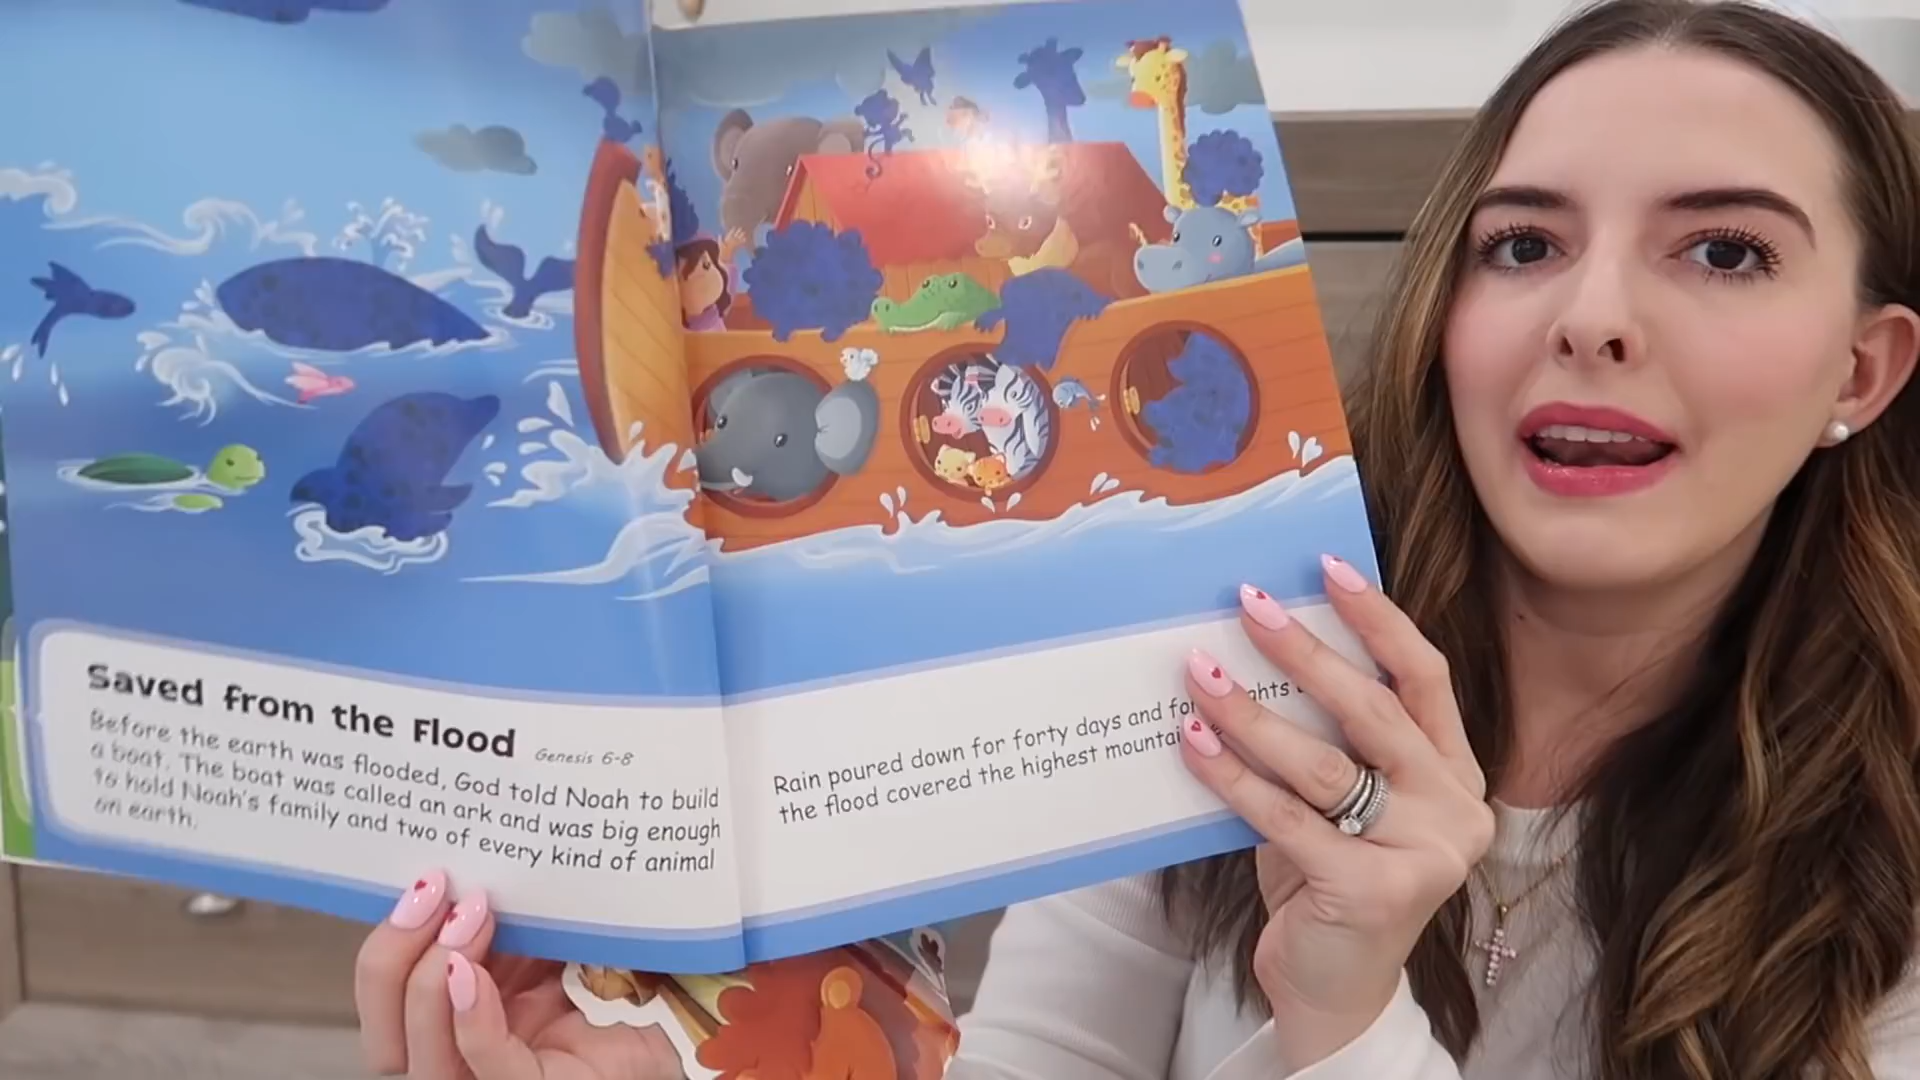 Saved from the Flood Genesis 6-8
Before the earth was flooded, God told Noah to build
a boat. The boat was called an ark and was big enough
to hold Noah's family and two of every kind of animal
on earth.
Rain poured down for forty days and
the flood covered the highest